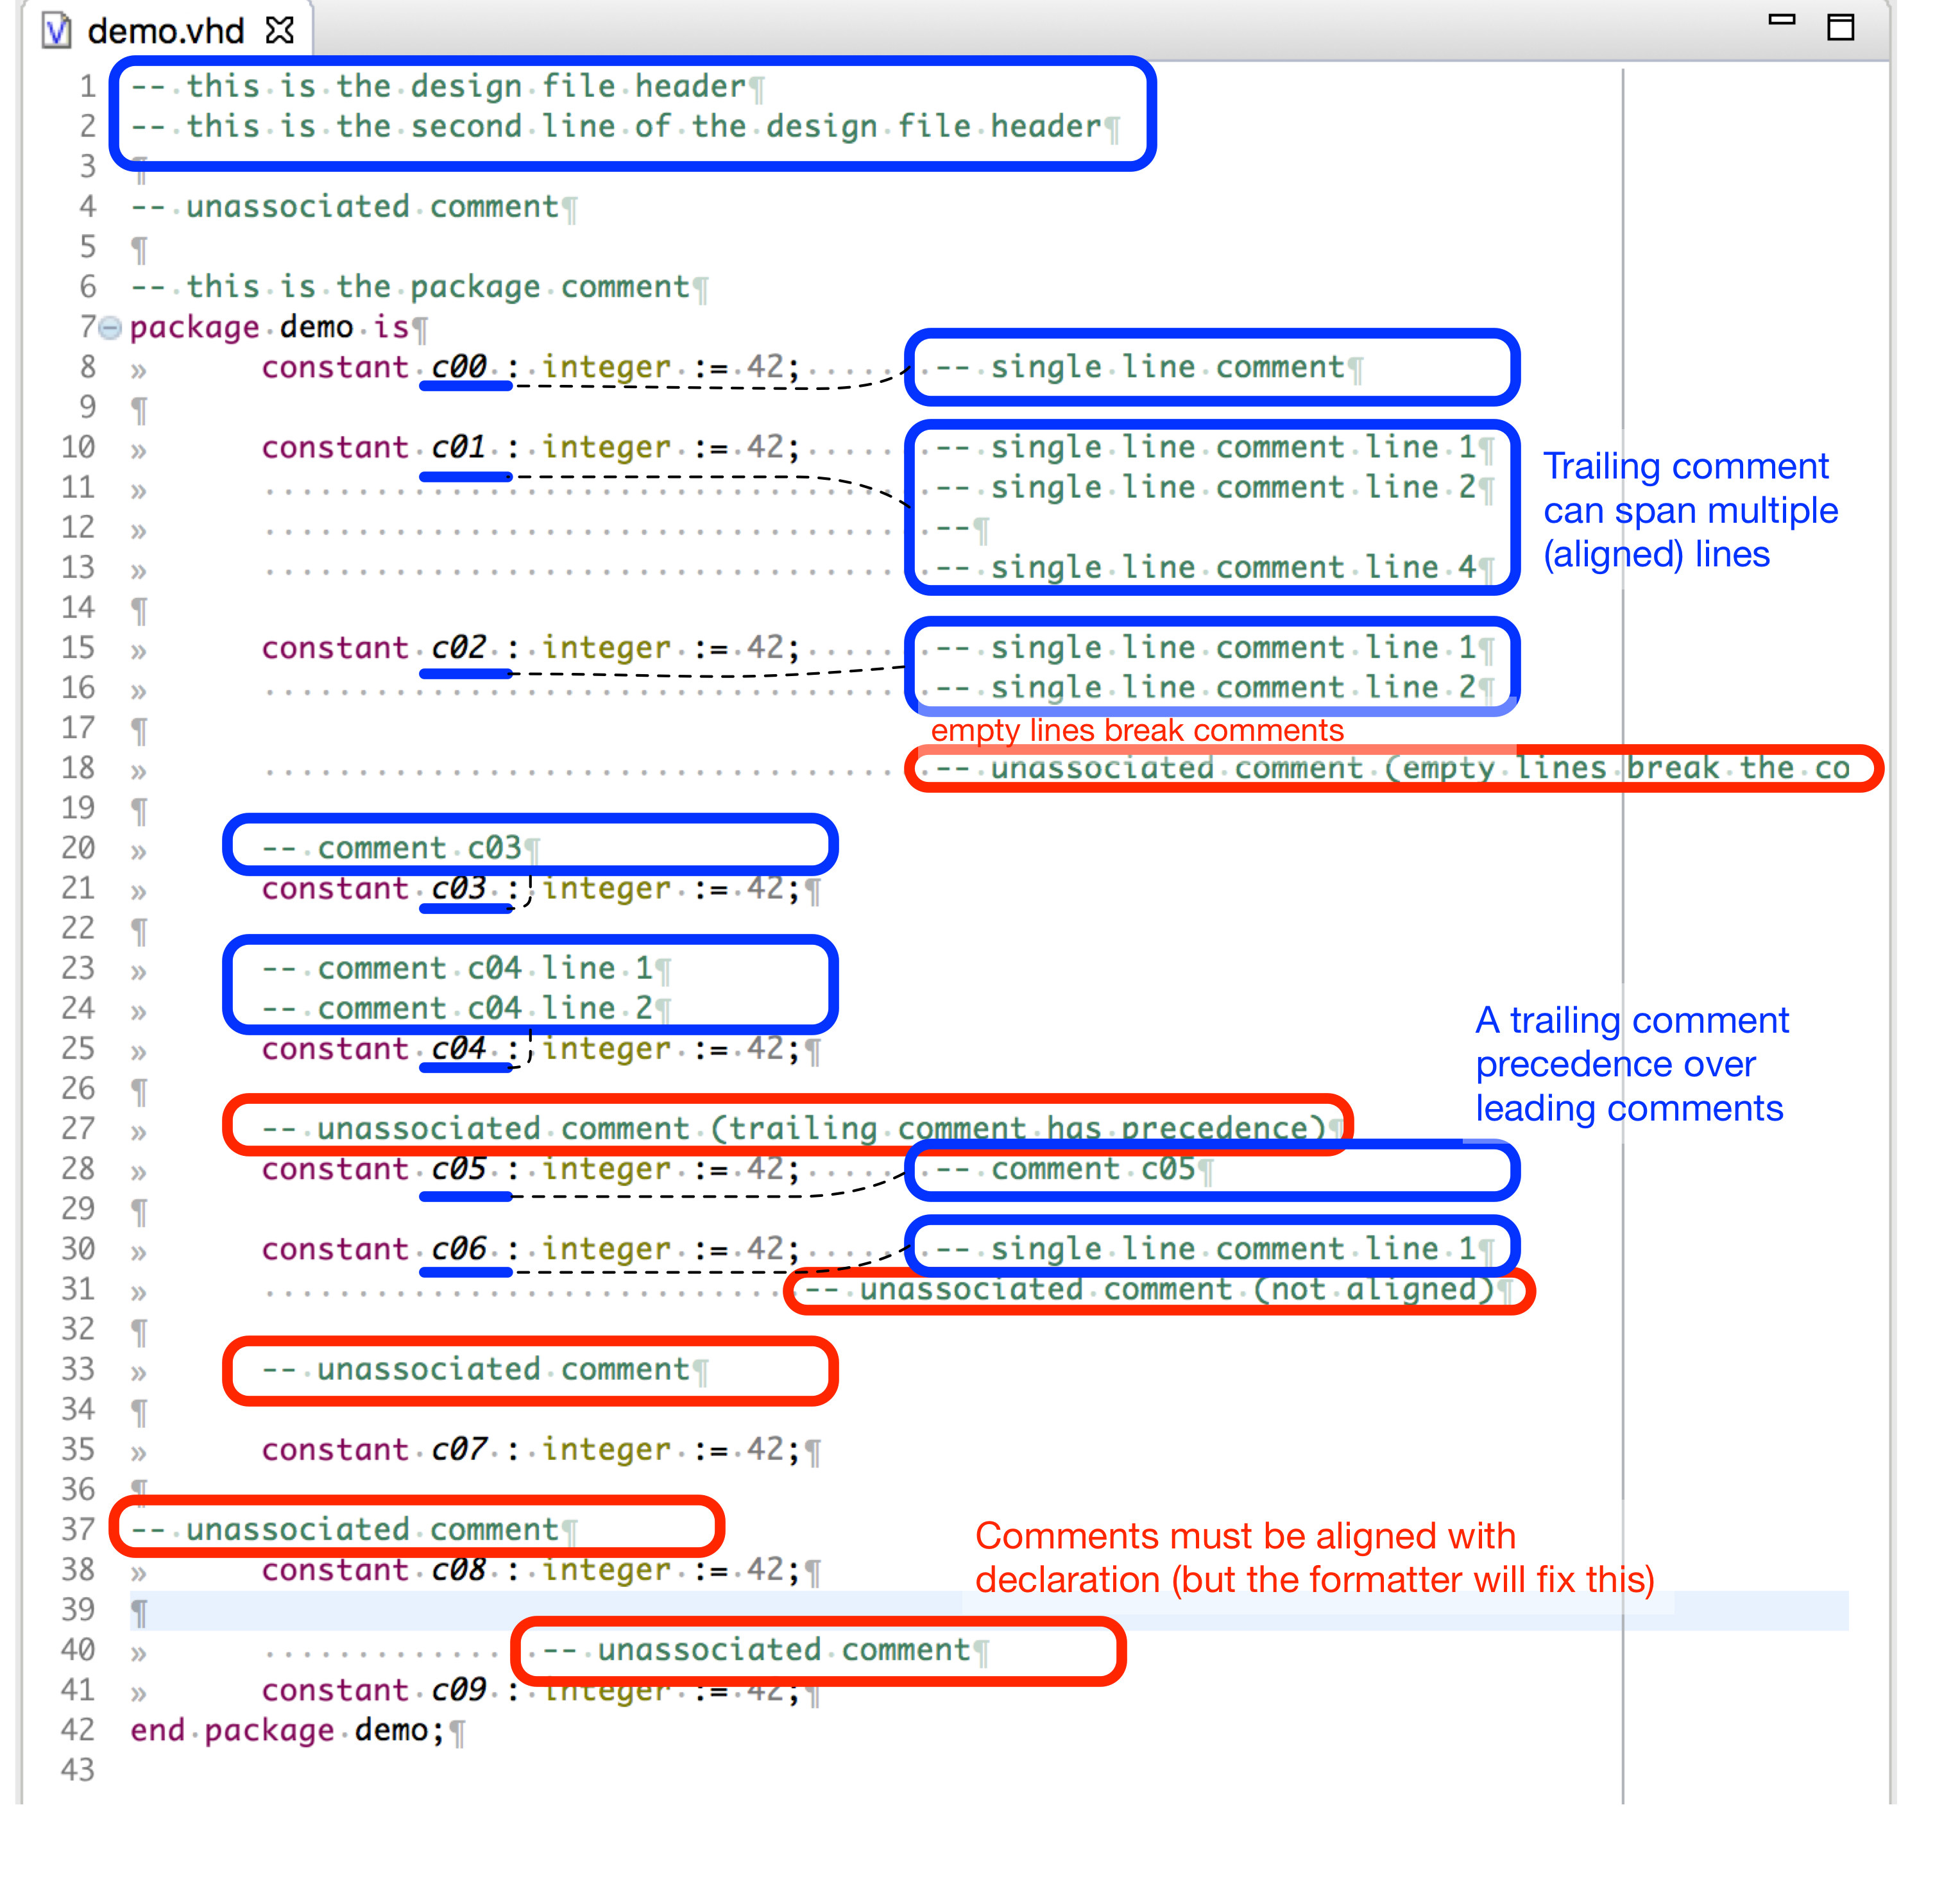 demo.vhd
1 -- this is the design file header
2 -- this is the second line of the design file header
3
4 -- unassociated comment
5
6 -- this is the package comment
7 package demo is
8 constant c00 : integer := 42; -- single line comment
9
10 constant c01 : integer := 42; -- single line comment line 1
11 -- single line comment line 2
12 --
13 -- single line comment line 4
Trailing comment
can span multiple
(aligned) lines
14
15 constant c02 : integer := 42; -- single line comment line 1
16 -- single line comment line 2
17
empty lines break comments
18 -- unassociated comment (empty lines break the co
19
20 -- comment c03
21 constant c03 : integer := 42;
22
23 -- comment c04 line 1
24 -- comment c04 line 2
25 constant c04 : integer := 42;
26
A trailing comment
precedence over
leading comments
27 -- unassociated comment (trailing comment has precedence)
28 constant c05 : integer := 42; -- comment c05
29
30 constant c06 : integer := 42; -- single line comment line 1
31 -- unassociated comment (not aligned)
32
33 -- unassociated comment
34
35 constant c07 : integer := 42;
36
37 -- unassociated comment
38 constant c08 : integer := 42;
Comments must be aligned with
declaration (but the formatter will fix this)
39
40 -- unassociated comment
41 constant c09 : integer := 42;
42 end package demo;
43